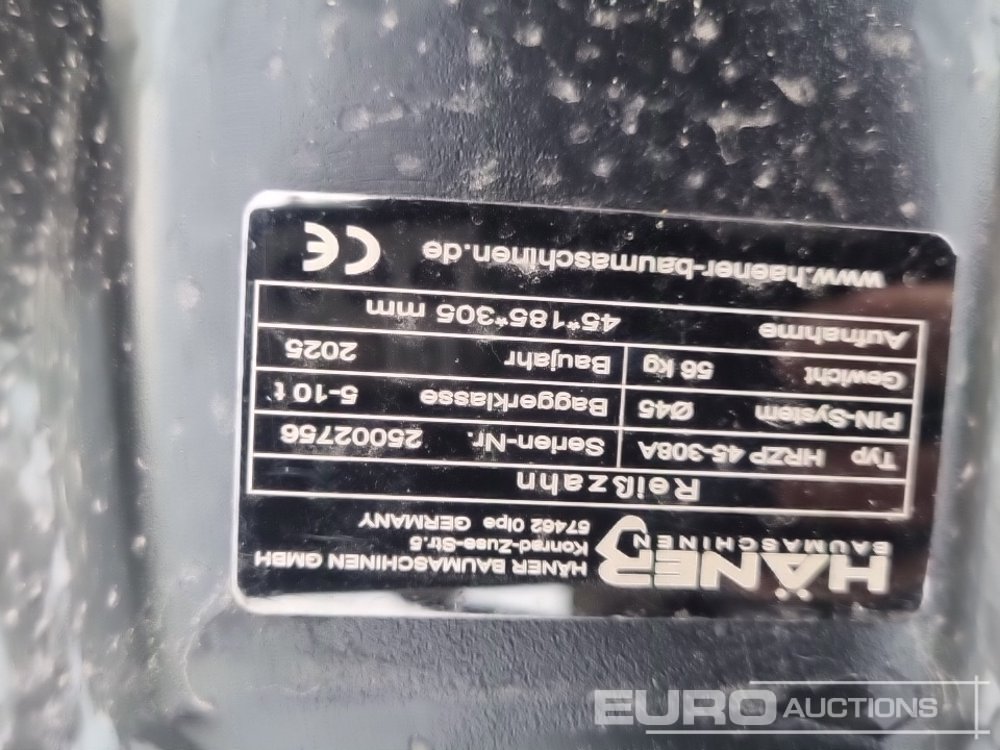 HÄNER
BAUMASCHINEN
HÄNER BAUMASCHINEN GMBH
Konrad-Zuse-Str.5
57462 Olpe GERMANY
Reißzahn
Typ HRZP 45-308A Serien-Nr. 25002756
PIN-System Ø45 Baggerklasse 5-10 t
Gewicht 56 kg Baujahr 2025
Aufnahme 45*185*305 mm
www.haener-baumaschinen.de CE
EURO AUCTIONS